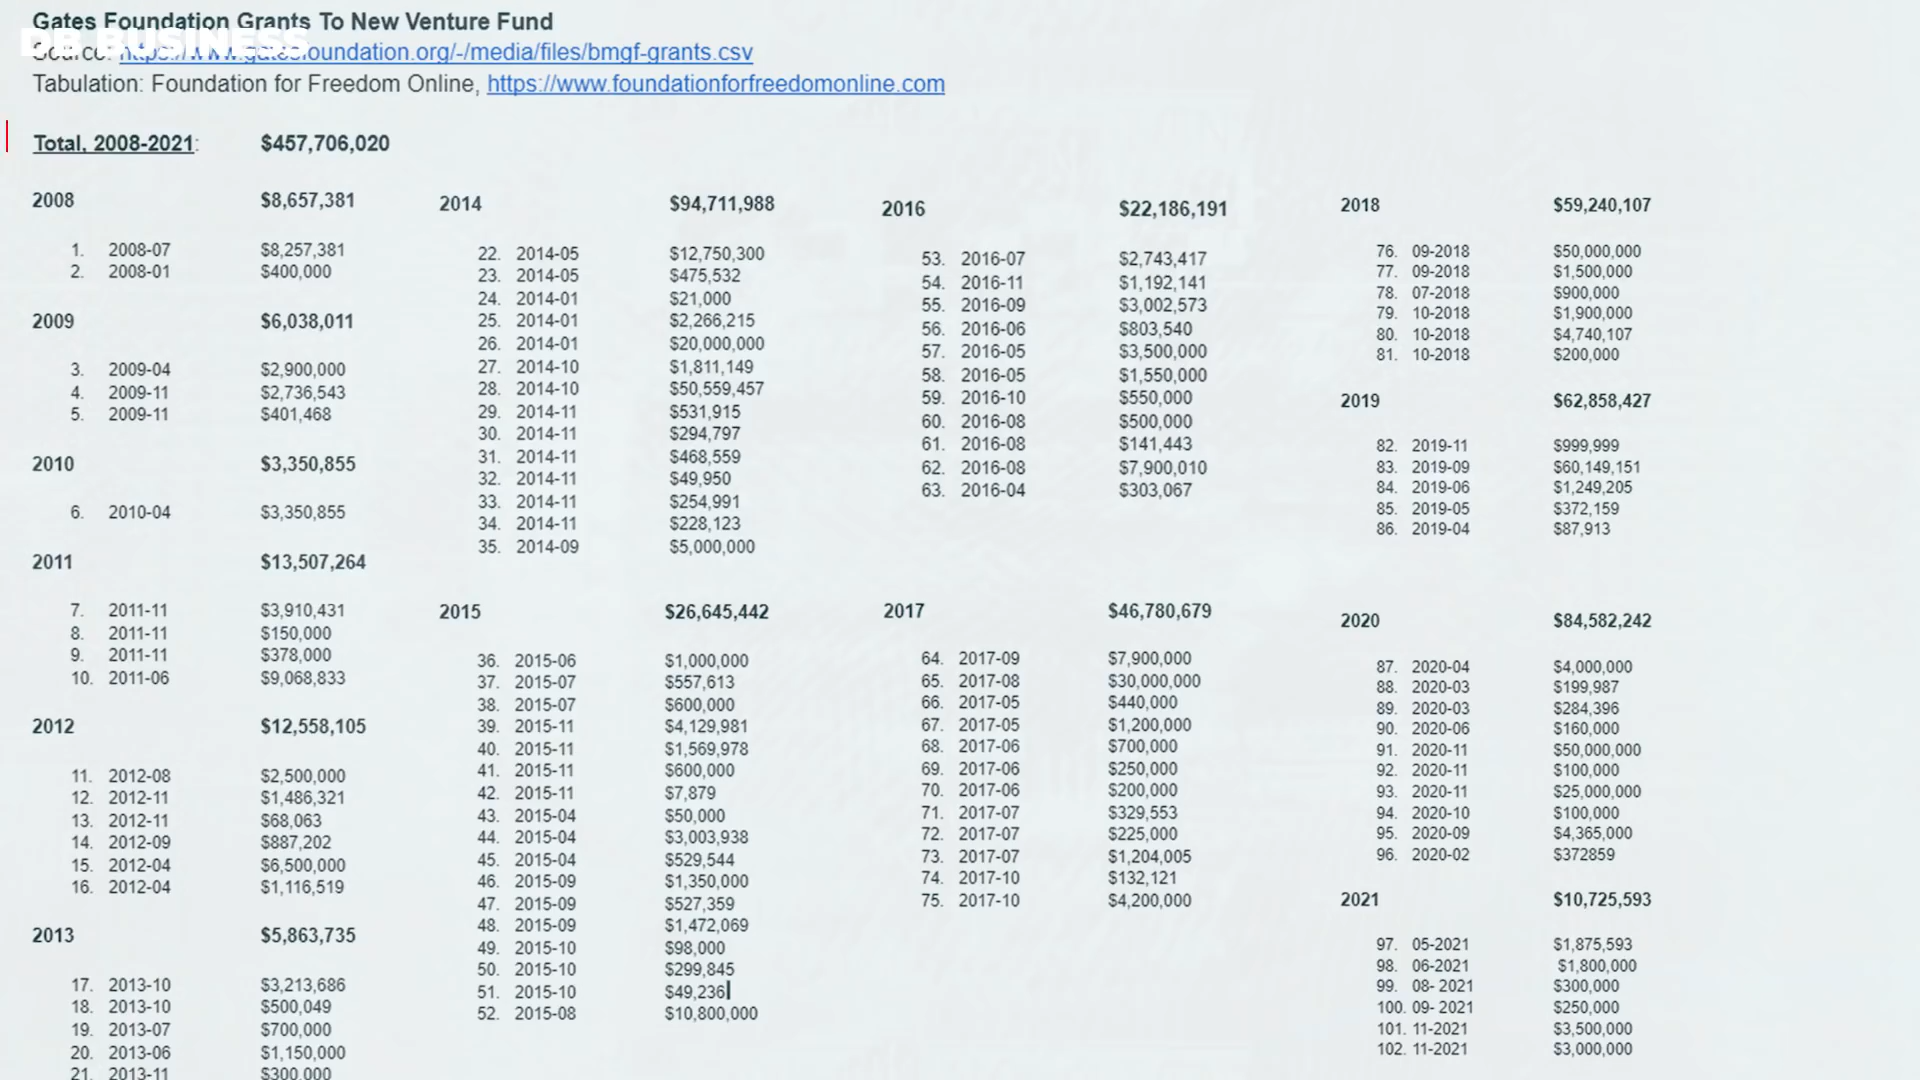 Gates Foundation Grants To New Venture Fund
DB BUSINESS
Source: https://www.gatesfoundation.org/-/media/files/bmgf-grants.csv
Tabulation: Foundation for Freedom Online, https://www.foundationforfreedomonline.com
Total, 2008-2021: $457,706,020
2008 $8,657,381
1. 2008-07 $8,257,381
2. 2008-01 $400,000
2009 $6,038,011
3. 2009-04 $2,900,000
4. 2009-11 $2,736,543
5. 2009-11 $401,468
2010 $3,350,855
6. 2010-04 $3,350,855
2011 $13,507,264
7. 2011-11 $3,910,431
8. 2011-11 $150,000
9. 2011-11 $378,000
10. 2011-06 $9,068,833
2012 $12,558,105
11. 2012-08 $2,500,000
12. 2012-11 $1,486,321
13. 2012-11 $68,063
14. 2012-09 $887,202
15. 2012-04 $6,500,000
16. 2012-04 $1,116,519
2013 $5,863,735
17. 2013-10 $3,213,686
18. 2013-10 $500,049
19. 2013-07 $700,000
20. 2013-06 $1,150,000
21. 2013-11 $300,000
2014 $94,711,988
22. 2014-05 $12,750,300
23. 2014-05 $475,532
24. 2014-01 $21,000
25. 2014-01 $2,266,215
26. 2014-01 $20,000,000
27. 2014-10 $1,811,149
28. 2014-10 $50,559,457
29. 2014-11 $531,915
30. 2014-11 $294,797
31. 2014-11 $468,559
32. 2014-11 $49,950
33. 2014-11 $254,991
34. 2014-11 $228,123
35. 2014-09 $5,000,000
2015 $26,645,442
36. 2015-06 $1,000,000
37. 2015-07 $557,613
38. 2015-07 $600,000
39. 2015-11 $4,129,981
40. 2015-11 $1,569,978
41. 2015-11 $600,000
42. 2015-11 $7,879
43. 2015-04 $50,000
44. 2015-04 $3,003,938
45. 2015-04 $529,544
46. 2015-09 $1,350,000
47. 2015-09 $527,359
48. 2015-09 $1,472,069
49. 2015-10 $98,000
50. 2015-10 $299,845
51. 2015-10 $49,236
52. 2015-08 $10,800,000
2016 $22,186,191
53. 2016-07 $2,743,417
54. 2016-11 $1,192,141
55. 2016-09 $3,002,573
56. 2016-06 $803,540
57. 2016-05 $3,500,000
58. 2016-05 $1,550,000
59. 2016-10 $550,000
60. 2016-08 $500,000
61. 2016-08 $141,443
62. 2016-08 $7,900,010
63. 2016-04 $303,067
2017 $46,780,679
64. 2017-09 $7,900,000
65. 2017-08 $30,000,000
66. 2017-05 $440,000
67. 2017-05 $1,200,000
68. 2017-06 $700,000
69. 2017-06 $250,000
70. 2017-06 $200,000
71. 2017-07 $329,553
72. 2017-07 $225,000
73. 2017-07 $1,204,005
74. 2017-10 $132,121
75. 2017-10 $4,200,000
2018 $59,240,107
76. 09-2018 $50,000,000
77. 09-2018 $1,500,000
78. 07-2018 $900,000
79. 10-2018 $1,900,000
80. 10-2018 $4,740,107
81. 10-2018 $200,000
2019 $62,858,427
82. 2019-11 $999,999
83. 2019-09 $60,149,151
84. 2019-06 $1,249,205
85. 2019-05 $372,159
86. 2019-04 $87,913
2020 $84,582,242
87. 2020-04 $4,000,000
88. 2020-03 $199,987
89. 2020-03 $284,396
90. 2020-06 $160,000
91. 2020-11 $50,000,000
92. 2020-11 $100,000
93. 2020-11 $25,000,000
94. 2020-10 $100,000
95. 2020-09 $4,365,000
96. 2020-02 $372859
2021 $10,725,593
97. 05-2021 $1,875,593
98. 06-2021 $1,800,000
99. 08- 2021 $300,000
100. 09- 2021 $250,000
101. 11-2021 $3,500,000
102. 11-2021 $3,000,000